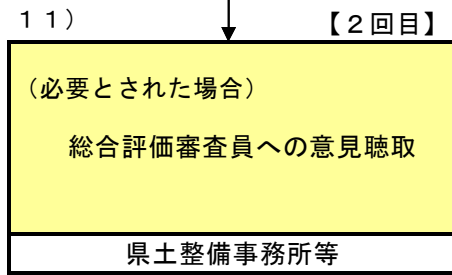 １１） 【２回目】
（必要とされた場合）
総合評価審査員への意見聴取
県土整備事務所等